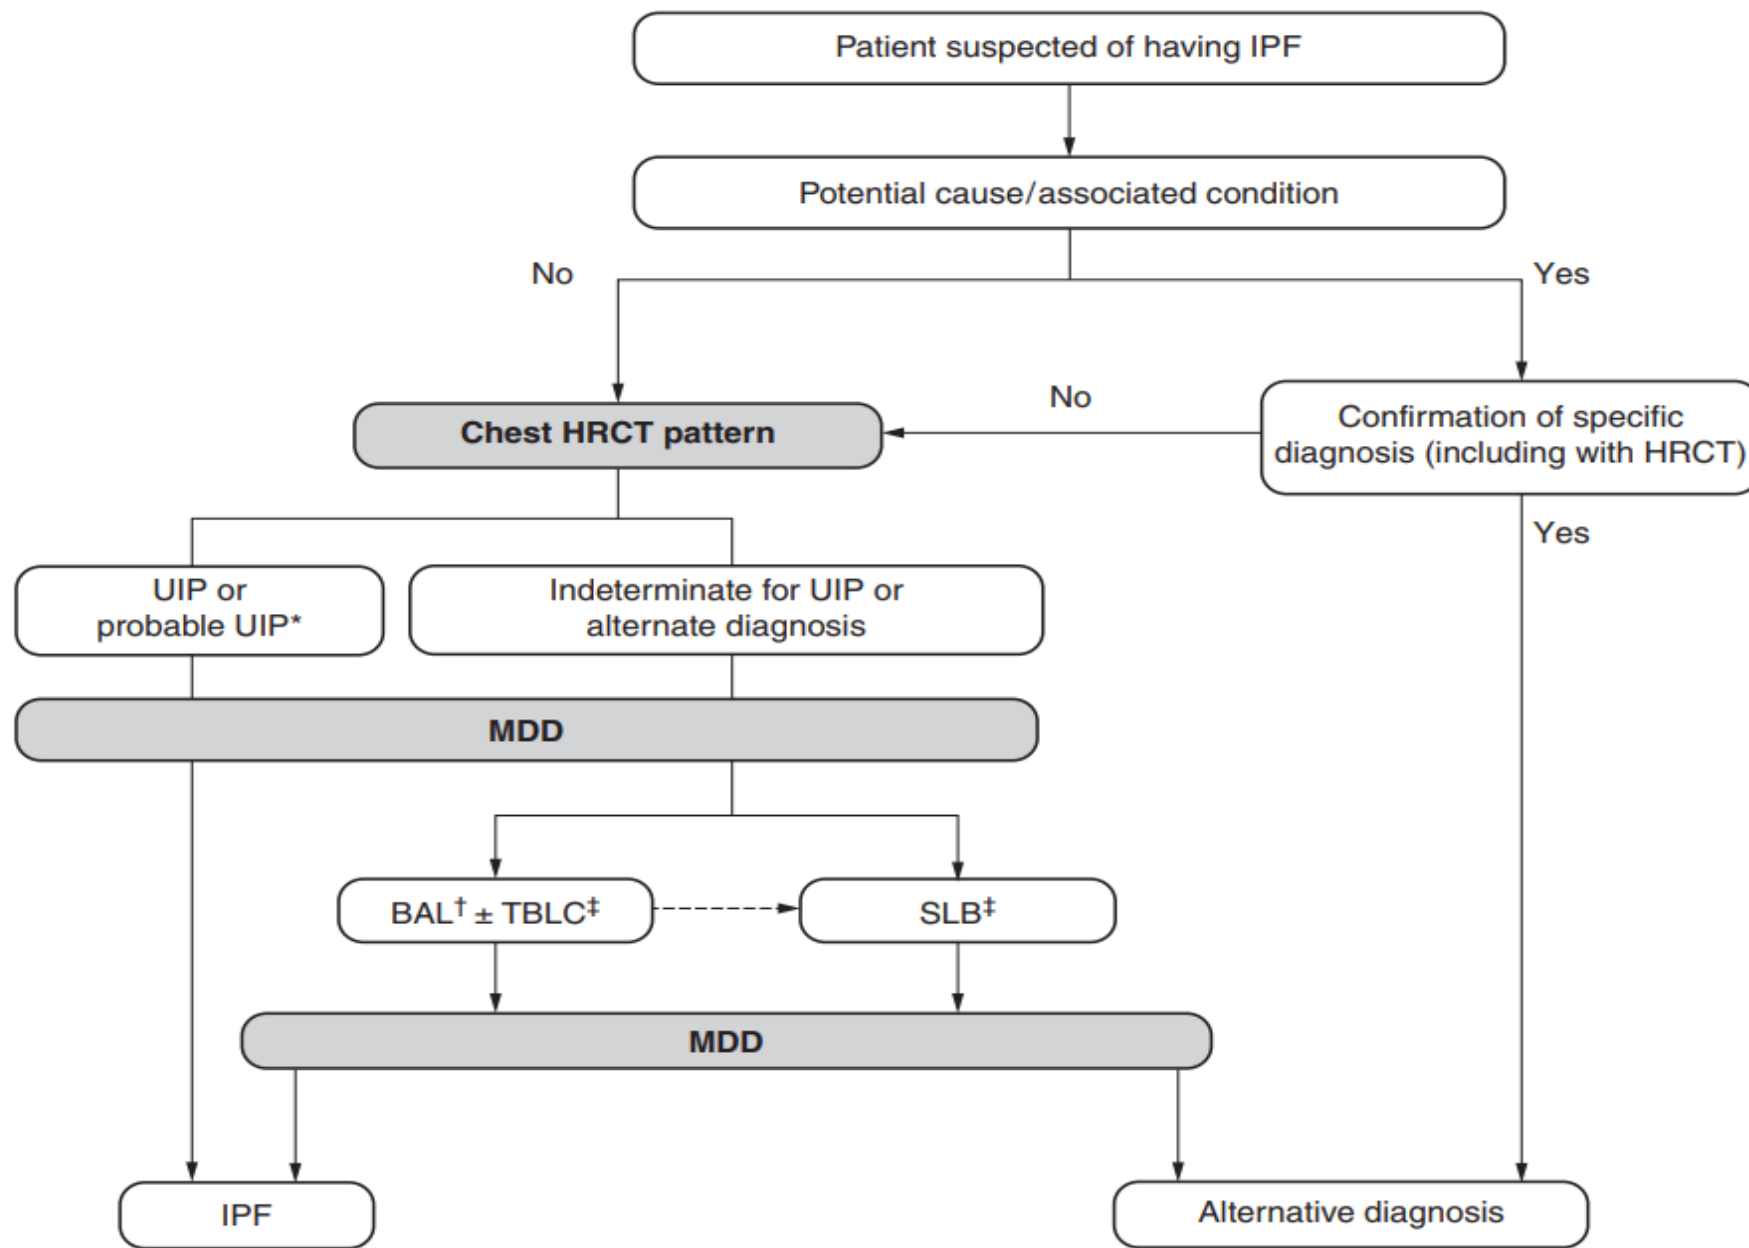 Patient suspected of having IPF
Potential cause/associated condition
No
Yes
No
Confirmation of specific
diagnosis (including with HRCT)
Chest HRCT pattern
Yes
UIP or
probable UIP*
Indeterminate for UIP or
alternate diagnosis
MDD
BAL† ± TBLC‡
SLB‡
MDD
IPF
Alternative diagnosis